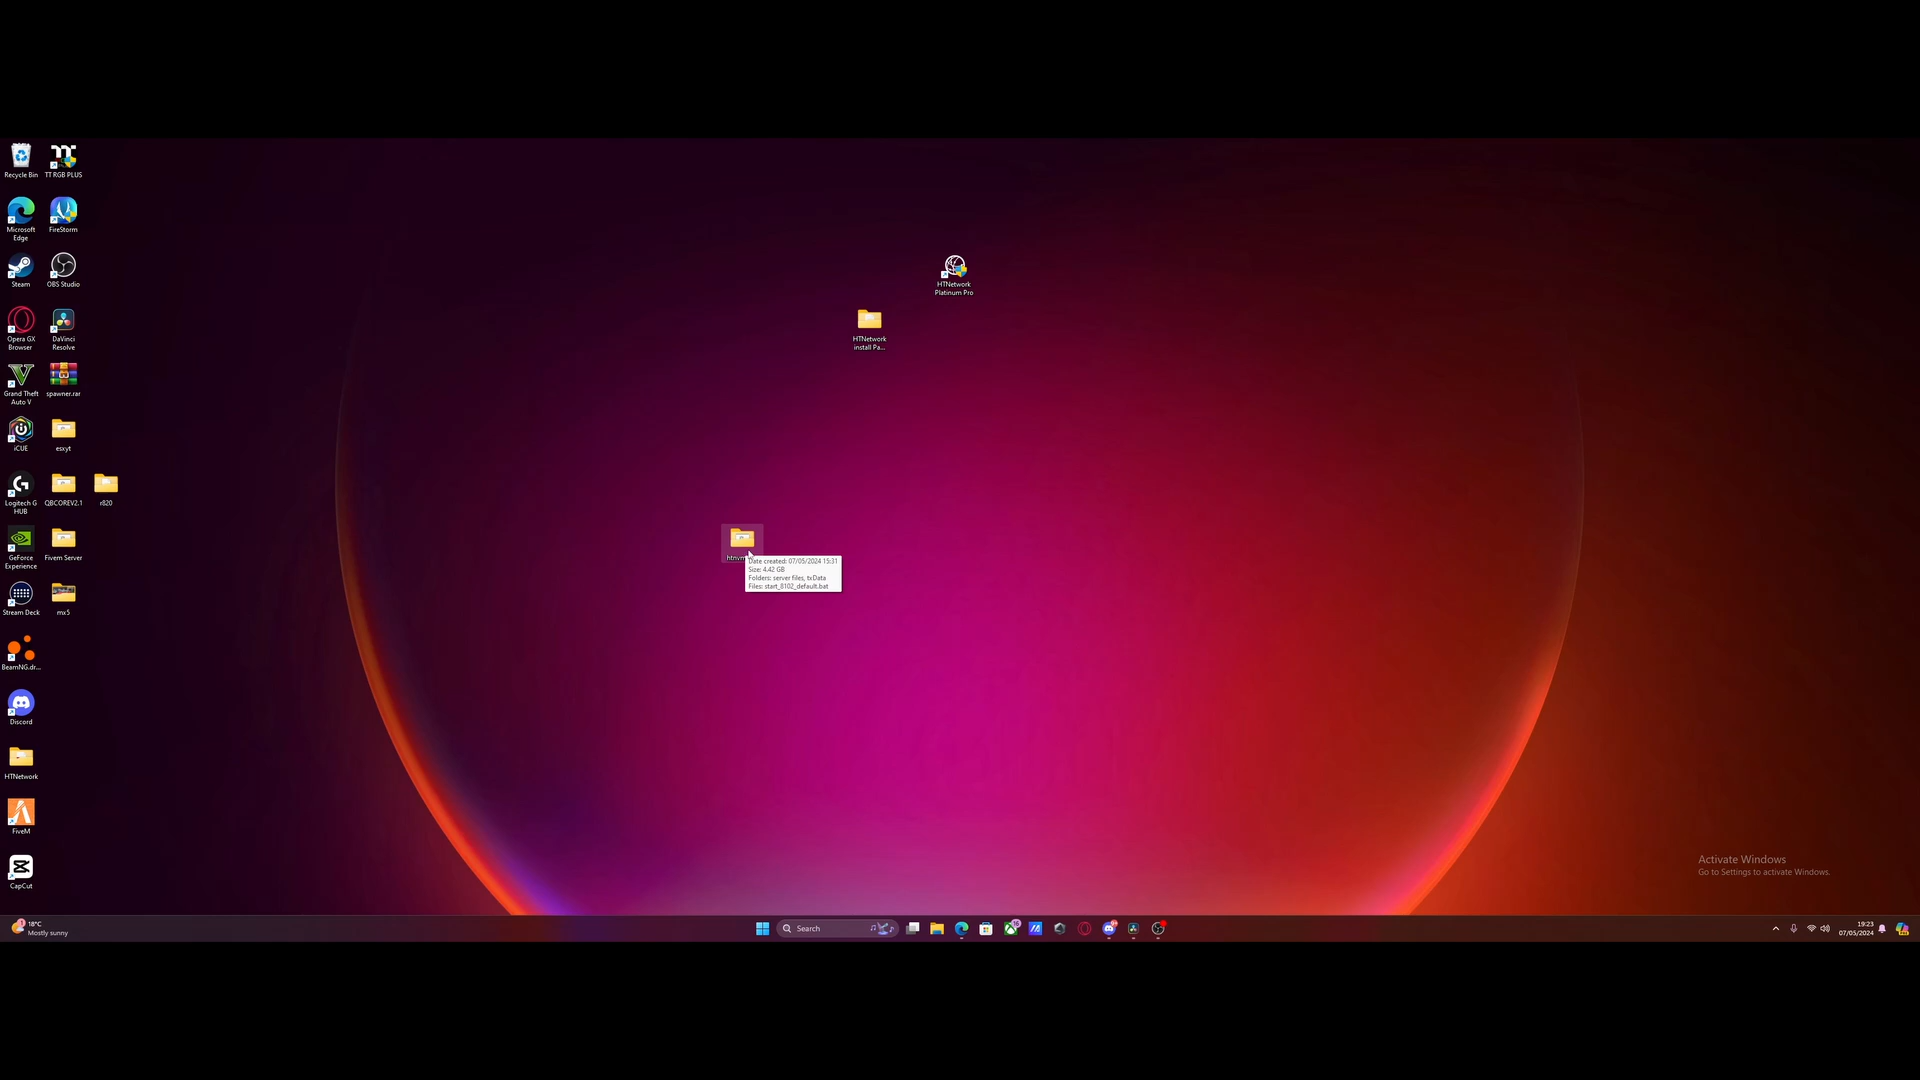 Recycle Bin
TT RGB PLUS
Microsoft
Edge
FireStorm
Steam
OBS Studio
Opera GX
Browser
DaVinci
Resolve
Grand Theft
Auto V
spawner.rar
iCUE
esxyt
Logitech G
HUB
QBCOREV2.1
r820
GeForce
Experience
Fivem Server
Stream Deck
mx5
BeamNG.dr...
Discord
HTNetwork
FiveM
CapCut
HTNetwork
Platinum Pro
HTNetwork
install Pa...
Date created: 07/05/2024 15:31
Size: 4.42 GB
Folders: server files, txData
Files: start_8102_default.bat
Activate Windows
Go to Settings to activate Windows.
18°C
Mostly sunny
Search
19:23
07/05/2024